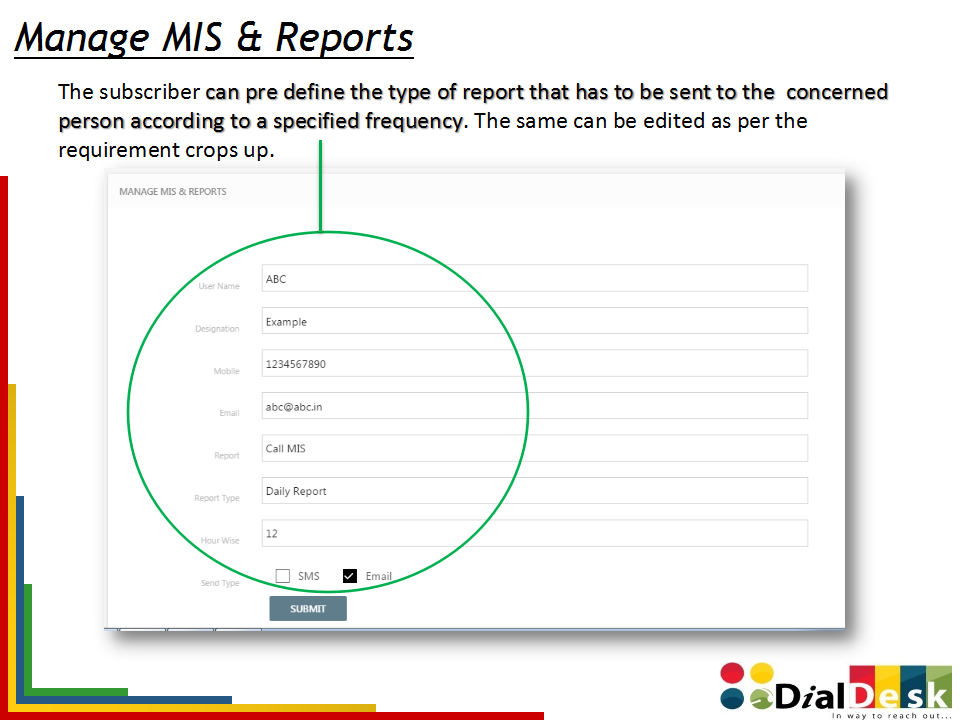 Manage MIS & Reports
The subscriber can pre define the type of report that has to be sent to the concerned
person according to a specified frequency. The same can be edited as per the
requirement crops up.
MANAGE MIS & REPORTS
User Name ABC
Designation Example
Mobile 1234567890
Email abc@abc.in
Report Call MIS
Report Type Daily Report
Hour Wise 12
Send Type SMS Email
SUBMIT
DialDesk
In way to reach out...